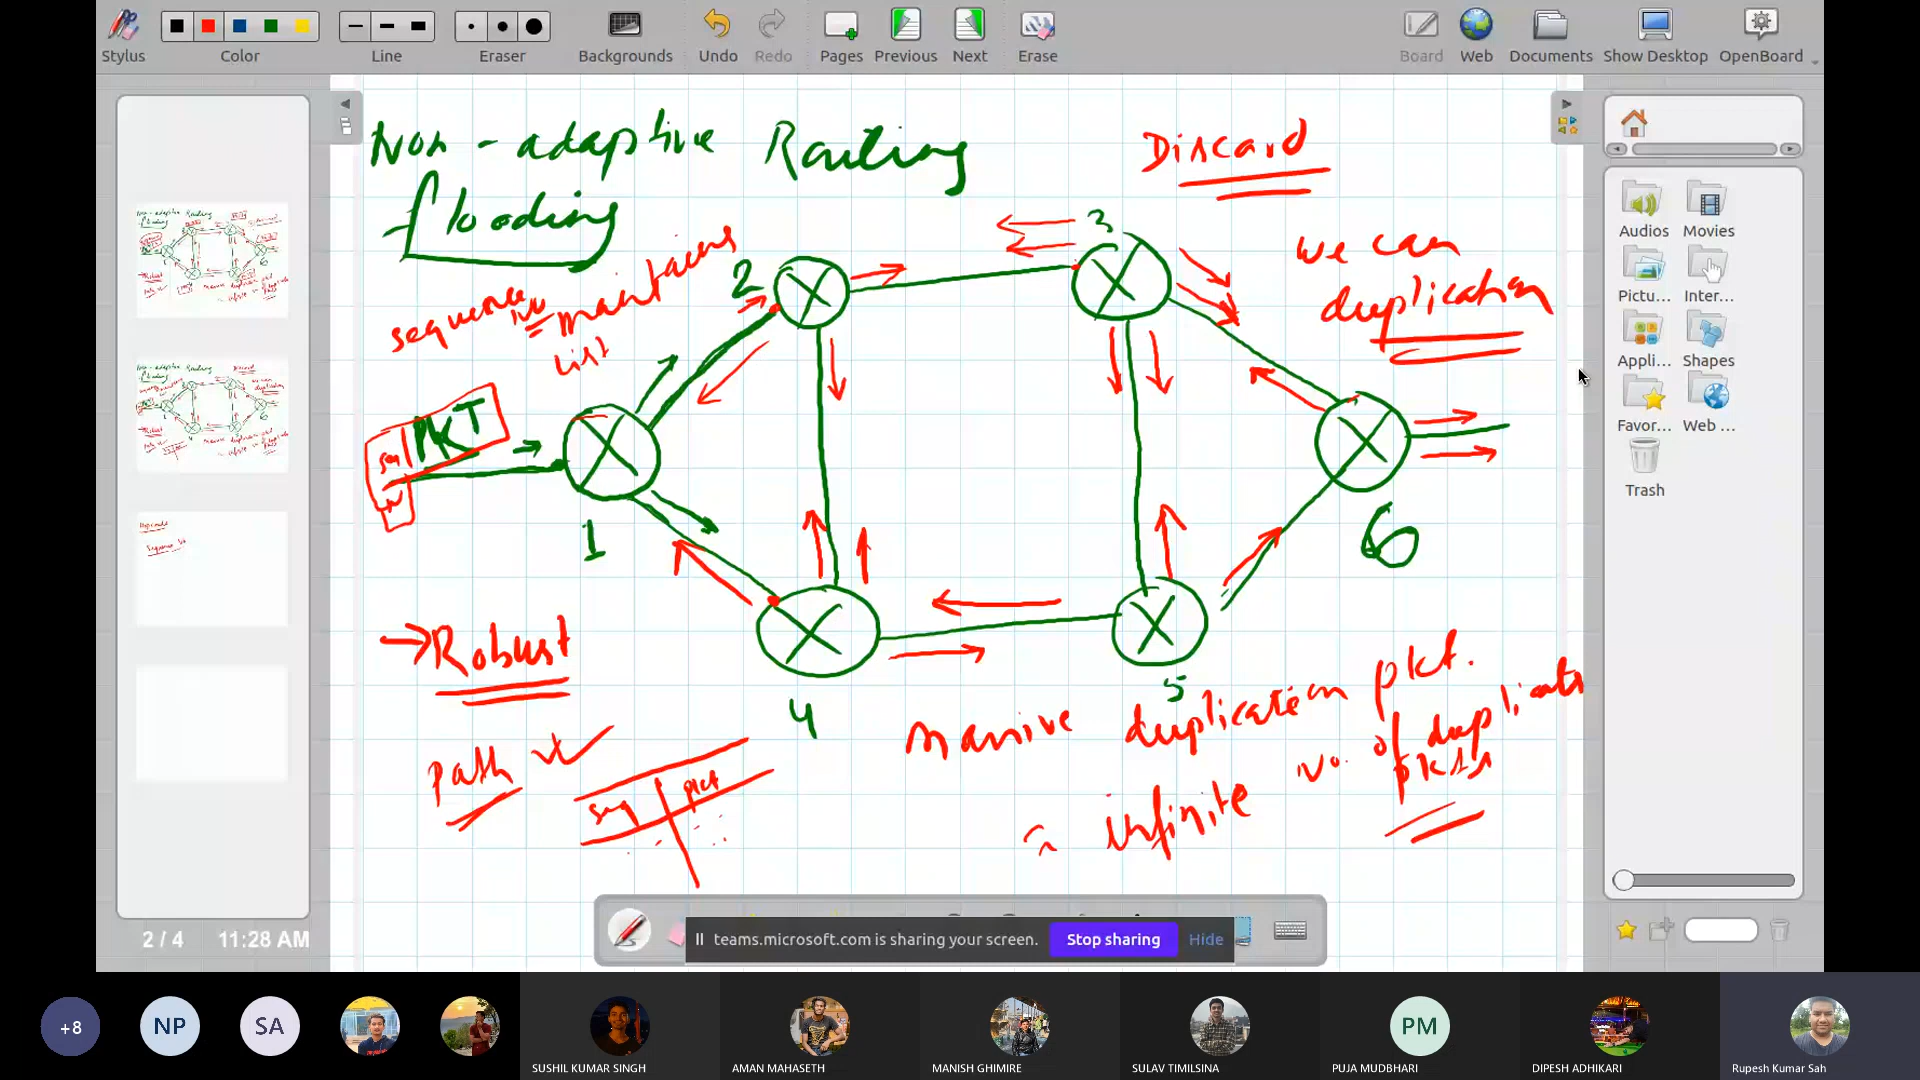 Stylus Color Line Eraser Backgrounds Undo Redo Pages Previous Next Erase Board Web Documents Show Desktop OpenBoard
Non-adaptive Routing
flooding
Discard
we can
duplication
sequence no maintains
list
2
3
PKT
seq
No
1
6
4
5
→Robust
path
seq pkt
massive duplication pkt.
≈ infinite No. of duplicate
pkts
Audios Movies
Pictu... Inter...
Appli... Shapes
Favor... Web ...
Trash
2 / 4 11:28 AM
teams.microsoft.com is sharing your screen. Stop sharing Hide
+8 NP SA PM
SUSHIL KUMAR SINGH AMAN MAHASETH MANISH GHIMIRE SULAV TIMILSINA PUJA MUDBHARI DIPESH ADHIKARI Rupesh Kumar Sah